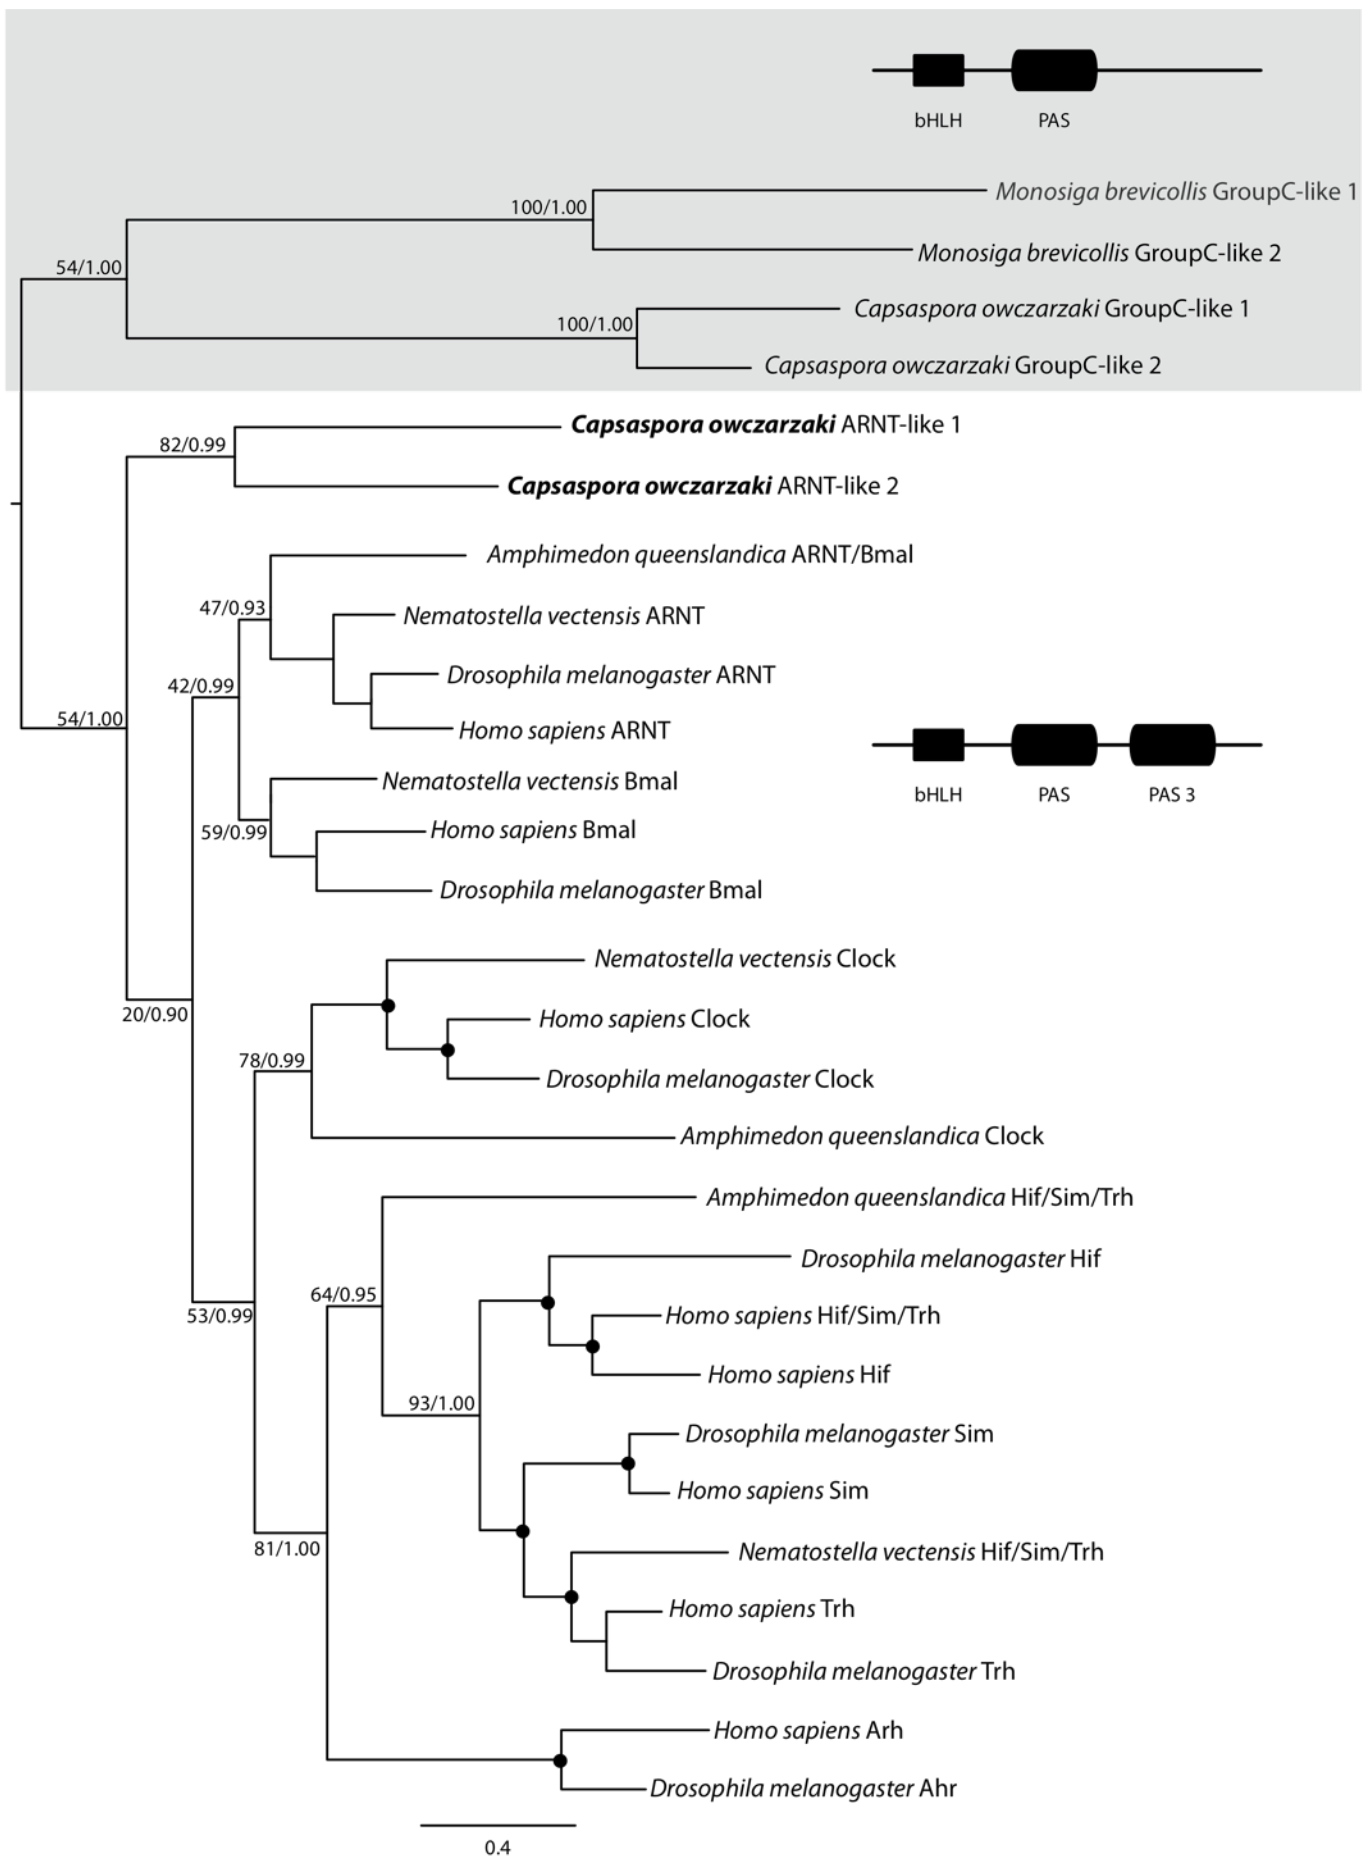 bHLH PAS
Monosiga brevicollis GroupC-like 1
100/1.00
Monosiga brevicollis GroupC-like 2
54/1.00
Capsaspora owczarzaki GroupC-like 1
100/1.00
Capsaspora owczarzaki GroupC-like 2
Capsaspora owczarzaki ARNT-like 1
82/0.99
Capsaspora owczarzaki ARNT-like 2
Amphimedon queenslandica ARNT/Bmal
47/0.93
Nematostella vectensis ARNT
Drosophila melanogaster ARNT
42/0.99
54/1.00
Homo sapiens ARNT
Nematostella vectensis Bmal
bHLH PAS PAS 3
59/0.99
Homo sapiens Bmal
Drosophila melanogaster Bmal
Nematostella vectensis Clock
20/0.90
Homo sapiens Clock
78/0.99
Drosophila melanogaster Clock
Amphimedon queenslandica Clock
Amphimedon queenslandica Hif/Sim/Trh
Drosophila melanogaster Hif
64/0.95
53/0.99
Homo sapiens Hif/Sim/Trh
Homo sapiens Hif
93/1.00
Drosophila melanogaster Sim
Homo sapiens Sim
81/1.00
Nematostella vectensis Hif/Sim/Trh
Homo sapiens Trh
Drosophila melanogaster Trh
Homo sapiens Arh
Drosophila melanogaster Ahr
0.4